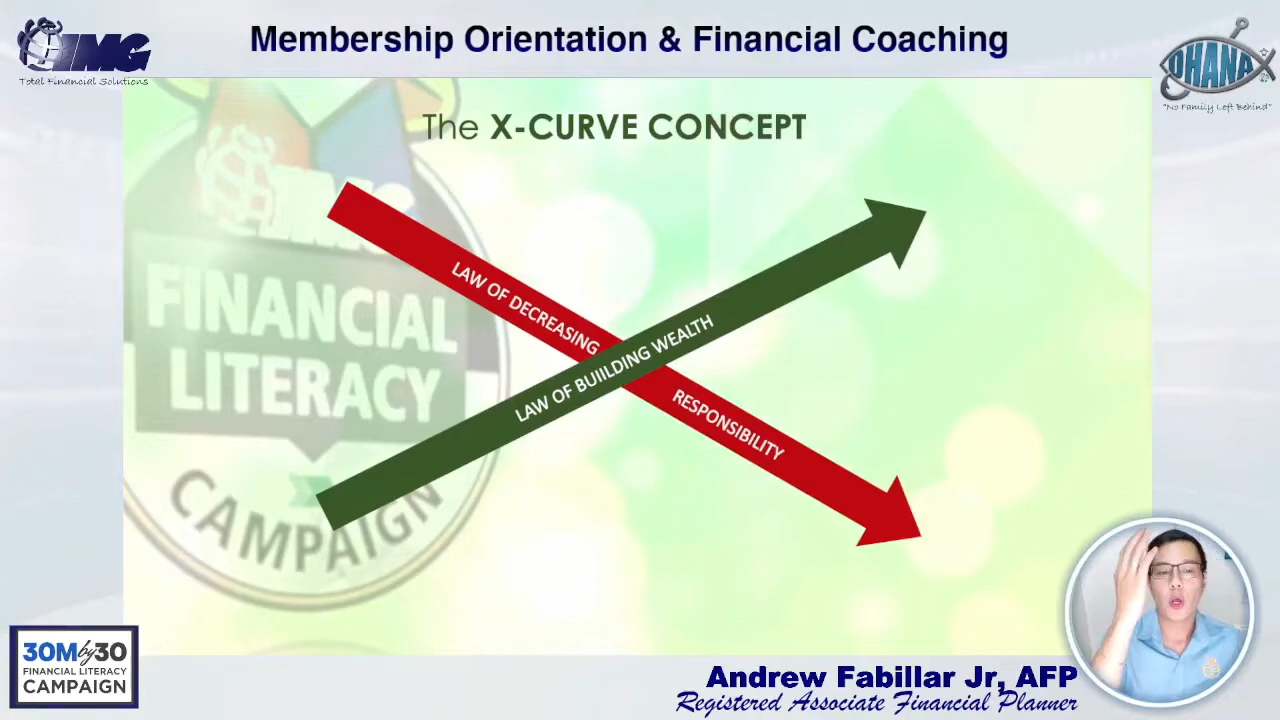 IMG
Total Financial Solutions
Membership Orientation & Financial Coaching
OHANA
"No Family Left Behind"
The X-CURVE CONCEPT
LAW OF DECREASING RESPONSIBILITY
LAW OF BUIILDING WEALTH
IMG
FINANCIAL
LITERACY
CAMPAIGN
30M by 30
FINANCIAL LITERACY
CAMPAIGN
Andrew Fabillar Jr, AFP
Registered Associate Financial Planner